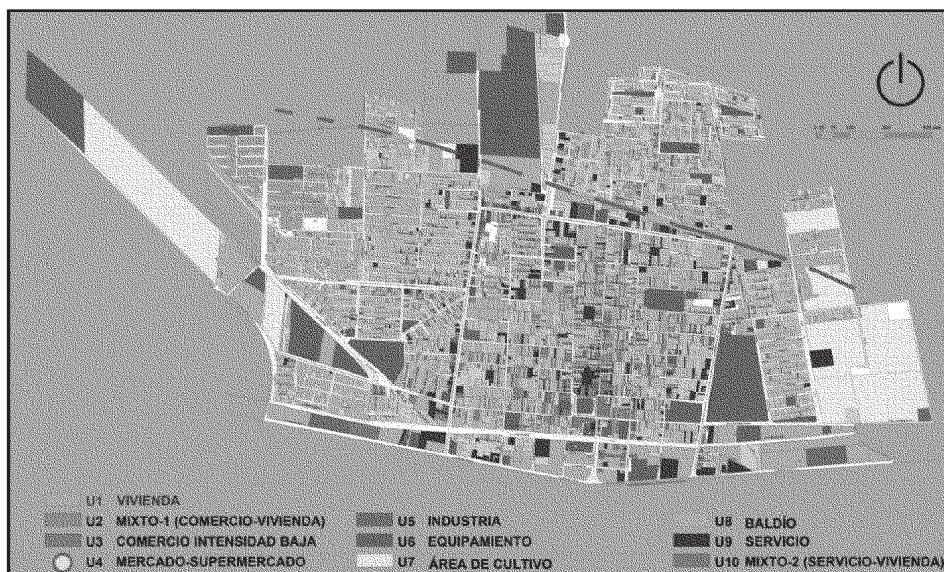 U1 VIVIENDA
U2 MIXTO-1 (COMERCIO-VIVIENDA)
U3 COMERCIO INTENSIDAD BAJA
U4 MERCADO-SUPERMERCADO
U5 INDUSTRIA
U6 EQUIPAMIENTO
U7 ÁREA DE CULTIVO
U8 BALDÍO
U9 SERVICIO
U10 MIXTO-2 (SERVICIO-VIVIENDA)